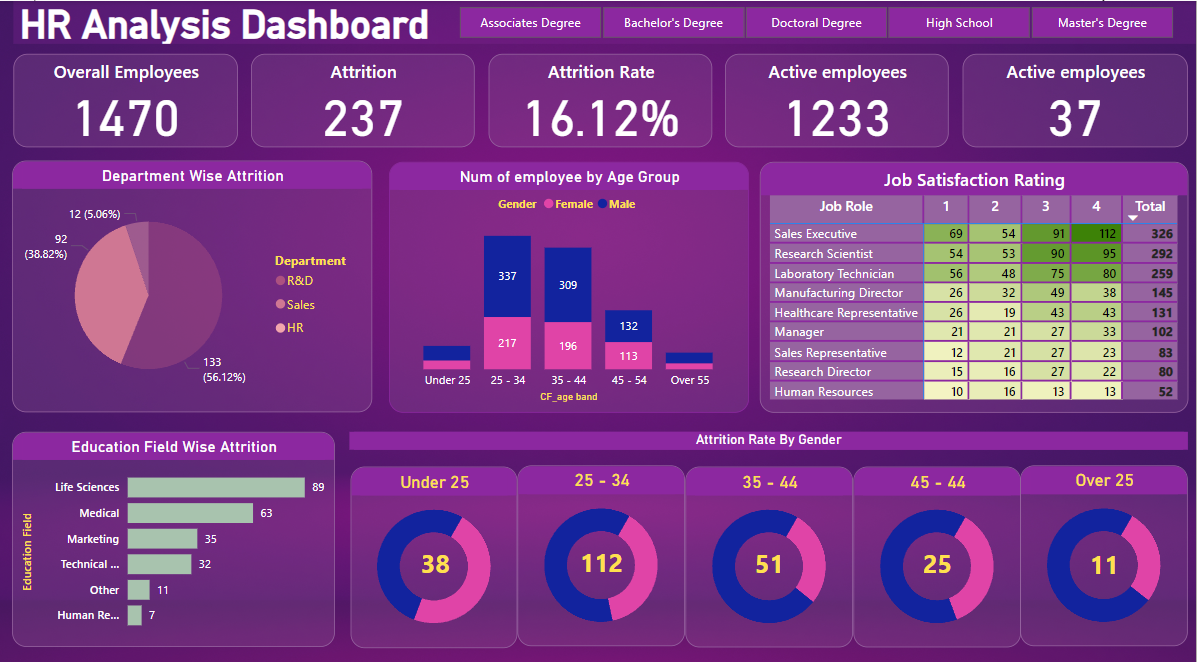 HR Analysis Dashboard
Associates Degree
Bachelor's Degree
Doctoral Degree
High School
Master's Degree
Overall Employees
1470
Attrition
237
Attrition Rate
16.12%
Active employees
1233
Active employees
37
Department Wise Attrition
12 (5.06%)
92
(38.82%)
133
(56.12%)
Department
R&D
Sales
HR
Num of employee by Age Group
Gender Female Male
337
217
309
196
132
113
Under 25 25 - 34 35 - 44 45 - 54 Over 55
CF_age band
Job Satisfaction Rating
Job Role 1 2 3 4 Total
Sales Executive 69 54 91 112 326
Research Scientist 54 53 90 95 292
Laboratory Technician 56 48 75 80 259
Manufacturing Director 26 32 49 38 145
Healthcare Representative 26 19 43 43 131
Manager 21 21 27 33 102
Sales Representative 12 21 27 23 83
Research Director 15 16 27 22 80
Human Resources 10 16 13 13 52
Education Field Wise Attrition
Education Field
Life Sciences 89
Medical 63
Marketing 35
Technical ... 32
Other 11
Human Re... 7
Attrition Rate By Gender
Under 25
38
25 - 34
112
35 - 44
51
45 - 44
25
Over 25
11